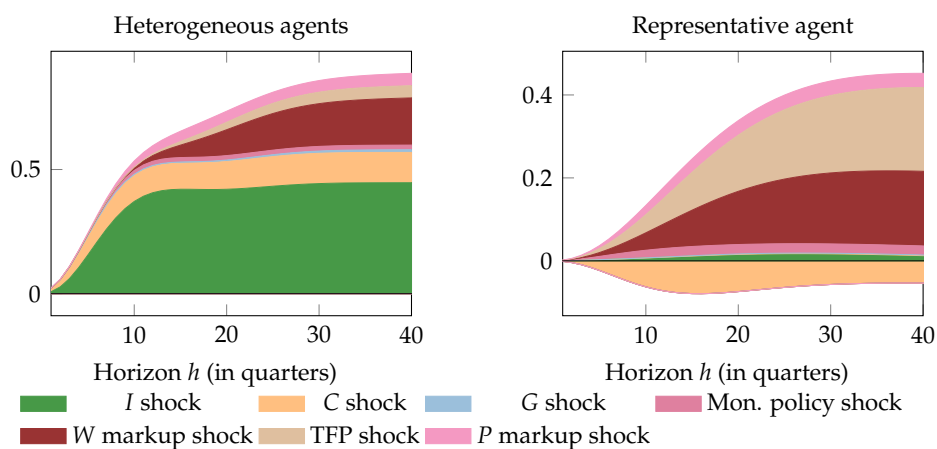 Heterogeneous agents
Representative agent
0.5
0
10 20 30 40
Horizon h (in quarters)
0.4
0.2
0
10 20 30 40
Horizon h (in quarters)
I shock C shock G shock Mon. policy shock
W markup shock TFP shock P markup shock